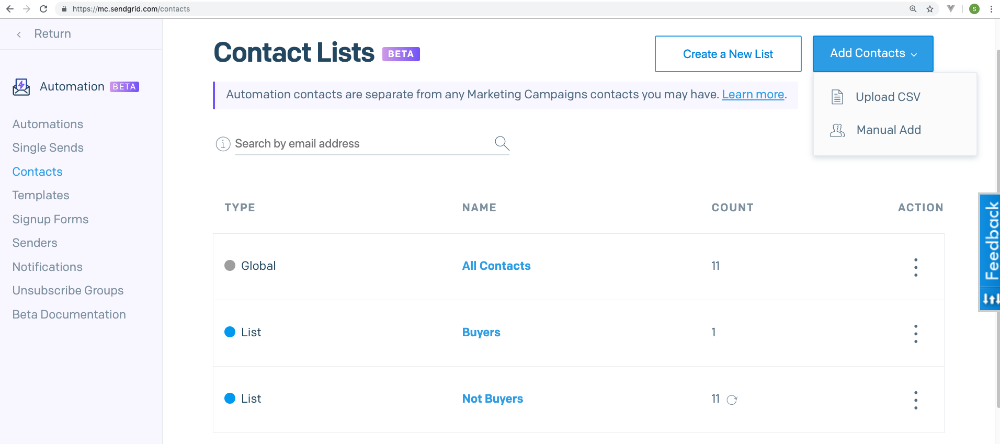 https://mc.sendgrid.com/contacts
S
Return
Contact Lists BETA
Create a New List
Add Contacts
Automation BETA
Automation contacts are separate from any Marketing Campaigns contacts you may have. Learn more.
Upload CSV
Manual Add
Automations
Single Sends
Contacts
Templates
Signup Forms
Senders
Notifications
Unsubscribe Groups
Beta Documentation
Search by email address
TYPE NAME COUNT ACTION
Global All Contacts 11
List Buyers 1
List Not Buyers 11
Feedback